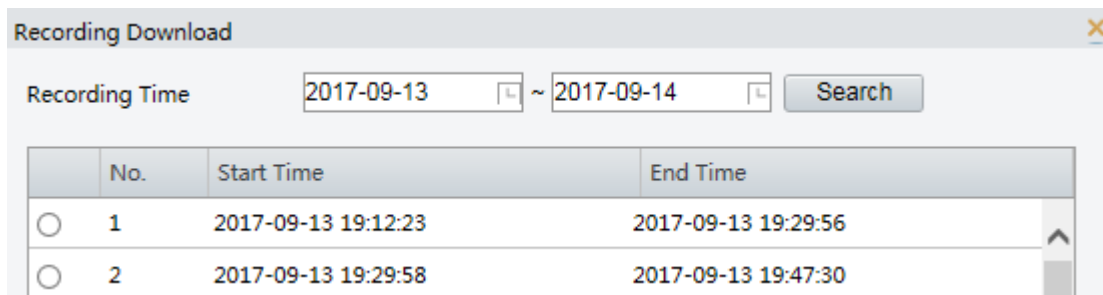 Recording Download
Recording Time 2017-09-13 ~ 2017-09-14 Search
No. Start Time End Time
1 2017-09-13 19:12:23 2017-09-13 19:29:56
2 2017-09-13 19:29:58 2017-09-13 19:47:30